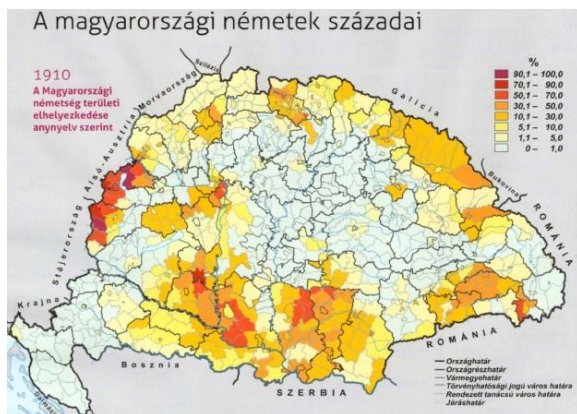 A magyarországi németek századai
1910
A Magyarországi
németség területi
elhelyezkedése
anynyelv szerint
%
90,1 – 100,0
70,1 – 90,0
50,1 – 70,0
30,1 – 50,0
10,1 – 30,0
5,1 – 10,0
1,1 – 5,0
0 – 1,0
Szilézia
Morvaország
Galícia
Alsó-Ausztria
Bukovina
Stájerország
ROMÁNIA
Krajna
ROMÁNIA
Bosznia
SZERBIA
Dalmácia
Országhatár
Országrészhatár
Vármegyehatár
Törvényhatósági jogú város határa
Rendezett tanácsú város határa
Járáshatár